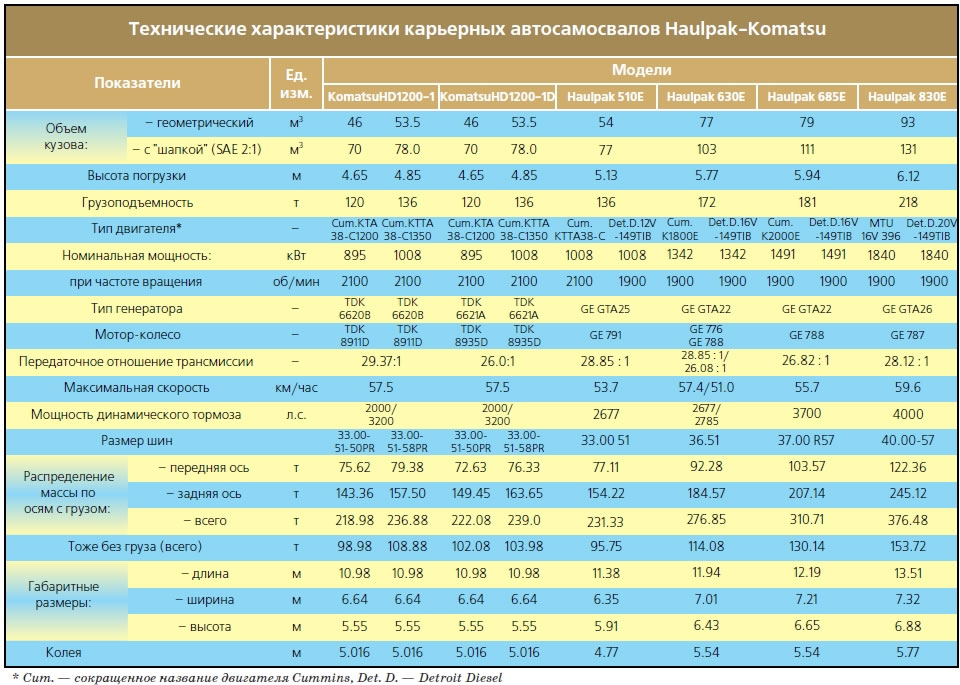 Технические характеристики карьерных автосамосвалов Haulpak–Komatsu
Показатели Ед. изм. Модели
KomatsuHD1200–1 KomatsuHD1200–1D Haulpak 510E Haulpak 630E Haulpak 685E Haulpak 830E
Объем кузова: – геометрический м³ 46 53.5 46 53.5 54 77 79 93
– с "шапкой" (SAE 2:1) м³ 70 78.0 70 78.0 77 103 111 131
Высота погрузки м 4.65 4.85 4.65 4.85 5.13 5.77 5.94 6.12
Грузоподъемность т 120 136 120 136 136 172 181 218
Тип двигателя* – Cum.KTA 38-C1200 Cum.KTTA 38-C1350 Cum.KTA 38-C1200 Cum.KTTA 38-C1350 Cum. KTTA38-C Det.D.12V -149TIB Cum. K1800E Det.D.16V -149TIB Cum. K2000E Det.D.16V -149TIB MTU 16V 396 Det.D.20V -149TIB
Номинальная мощность: кВт 895 1008 895 1008 1008 1008 1342 1342 1491 1491 1840 1840
при частоте вращения об/мин 2100 2100 2100 2100 2100 1900 1900 1900 1900 1900 1900 1900
Тип генератора – TDK 6620B TDK 6620B TDK 6621A TDK 6621A GE GTA25 GE GTA22 GE GTA22 GE GTA26
Мотор-колесо – TDK 8911D TDK 8911D TDK 8935D TDK 8935D GE 791 GE 776 GE 788 GE 788 GE 787
Передаточное отношение трансмиссии – 29.37:1 26.0:1 28.85 : 1 28.85 : 1/ 26.08 : 1 26.82 : 1 28.12 : 1
Максимальная скорость км/час 57.5 57.5 53.7 57.4/51.0 55.7 59.6
Мощность динамического тормоза л.с. 2000/ 3200 2000/ 3200 2677 2677/ 2785 3700 4000
Размер шин 33.00- 51-50PR 33.00- 51-58PR 33.00- 51-50PR 33.00- 51-58PR 33.00 51 36.51 37.00 R57 40.00-57
Распределение массы по осям с грузом: – передняя ось т 75.62 79.38 72.63 76.33 77.11 92.28 103.57 122.36
– задняя ось т 143.36 157.50 149.45 163.65 154.22 184.57 207.14 245.12
– всего т 218.98 236.88 222.08 239.0 231.33 276.85 310.71 376.48
Тоже без груза (всего) т 98.98 108.88 102.08 103.98 95.75 114.08 130.14 153.72
Габаритные размеры: – длина м 10.98 10.98 10.98 10.98 11.38 11.94 12.19 13.51
– ширина м 6.64 6.64 6.64 6.64 6.35 7.01 7.21 7.32
– высота м 5.55 5.55 5.55 5.55 5.91 6.43 6.65 6.88
Колея м 5.016 5.016 5.016 5.016 4.77 5.54 5.54 5.77
* Cum. — сокращенное название двигателя Cummins, Det. D. — Detroit Diesel